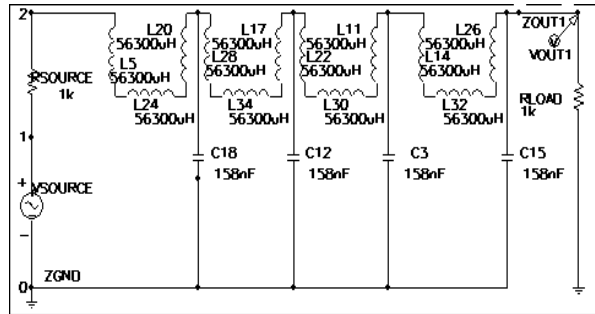 2
L20
L17
L11
L26
ZOUT1
56300uH
56300uH
56300uH
56300uH
L5
L28
L22
L14
VOUT1
RSOURCE
56300uH
56300uH
56300uH
56300uH
1k
L24
L34
L30
L32
RLOAD
56300uH
56300uH
56300uH
56300uH
1k
1
C18
C12
C3
C15
158nF
158nF
158nF
158nF
+
VSOURCE
-
ZGND
0